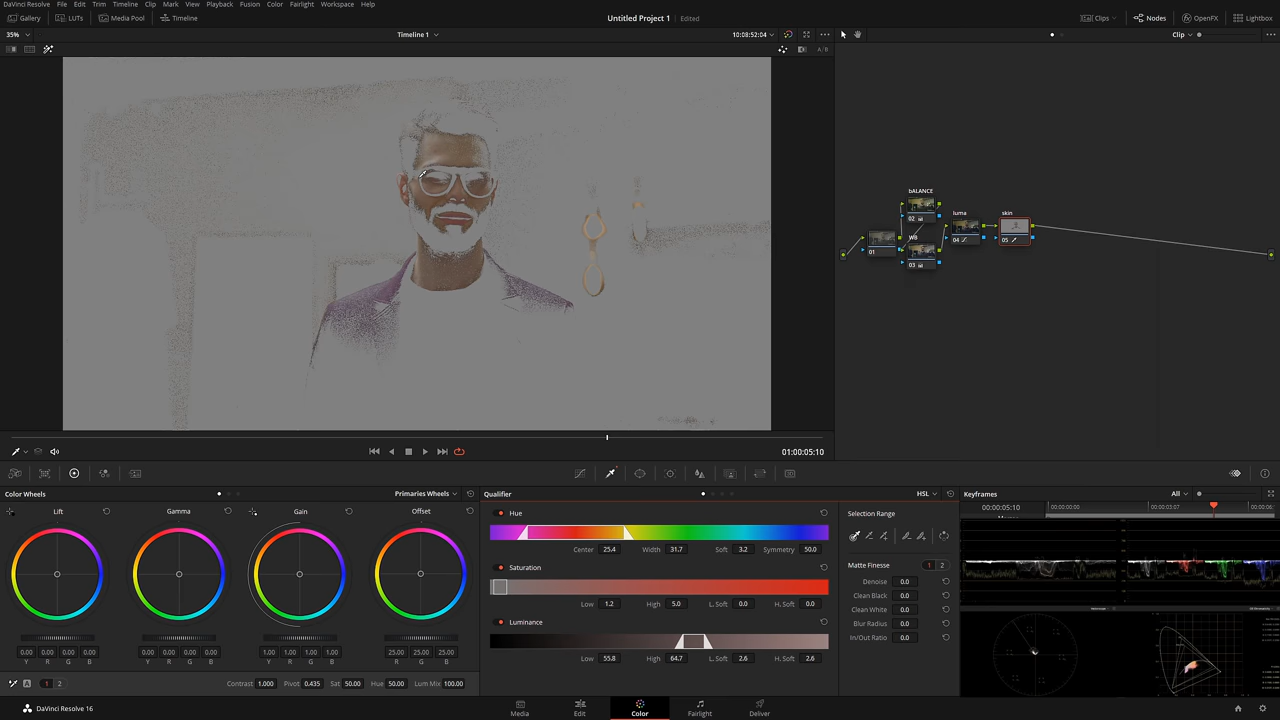 DaVinci Resolve File Edit Trim Timeline Clip Mark View Playback Fusion Color Fairlight Workspace Help
Gallery LUTs Media Pool Timeline Untitled Project 1 Edited Clips Nodes OpenFX Lightbox
35% Timeline 1 10:08:52:04 Clip
A/B
bALANCE
02
luma
skin
WB
01
04
05
03
01:00:05:10
Color Wheels Primaries Wheels
Qualifier HSL
Keyframes All
Lift Gamma Gain Offset
0.00 0.00 0.00 0.00
Y R G B
0.00 0.00 0.00 0.00
Y R G B
1.00 1.00 1.00 1.00
Y R G B
25.00 25.00 25.00
R G B
A 1 2 Contrast 1.000 Pivot 0.435 Sat 50.00 Hue 50.00 Lum Mix 100.00
Hue
Center 25.4 Width 31.7 Soft 3.2 Symmetry 50.0
Saturation
Low 1.2 High 5.0 L. Soft 0.0 H. Soft 0.0
Luminance
Low 55.8 High 64.7 L. Soft 2.6 H. Soft 2.6
Selection Range
Matte Finesse 1 2
Denoise 0.0
Clean Black 0.0
Clean White 0.0
Blur Radius 0.0
In/Out Ratio 0.0
01:00:05:10 00:00:00:00 00:00:03:07 00:00:06:1
DaVinci Resolve 16
Media Edit Color Fairlight Deliver